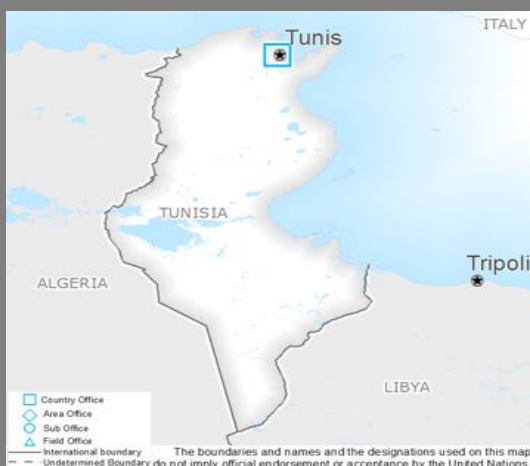 ITALY
Tunis
TUNISIA
ALGERIA
Tripoli
LIBYA
Country Office
Area Office
Sub Office
Field Office
International boundary
Undetermined Boundary
The boundaries and names and the designations used on this map
do not imply official endorsement or acceptance by the United Nations